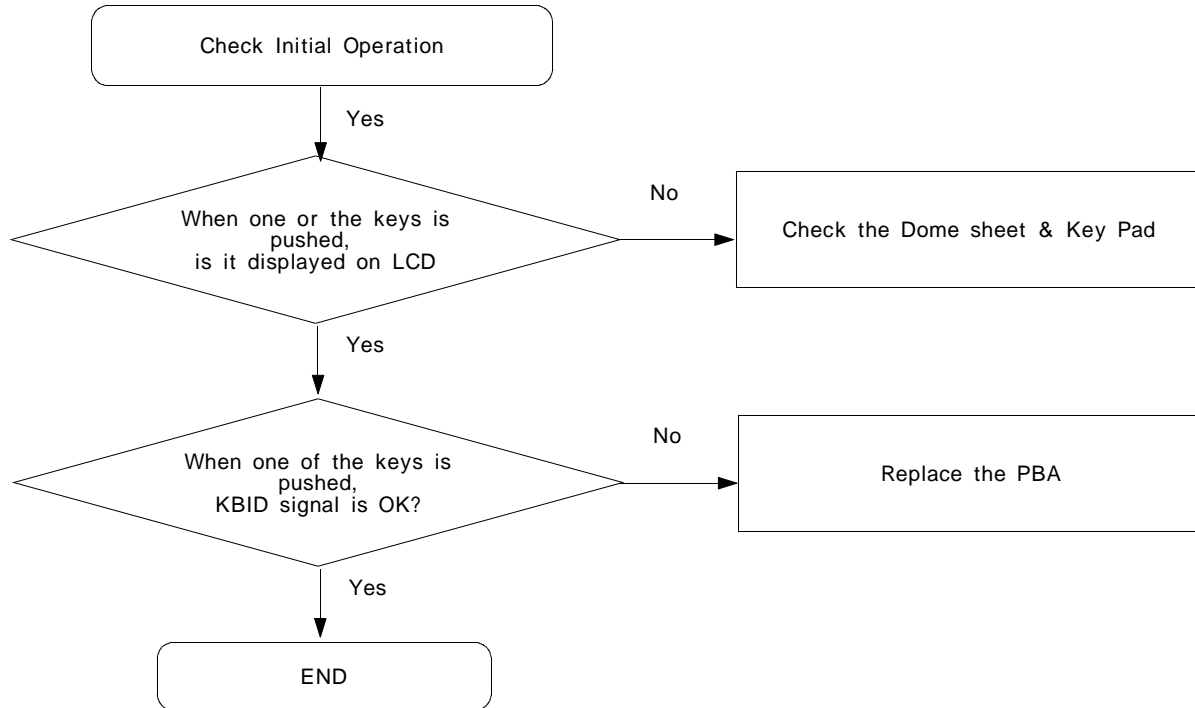 Check Initial Operation
Yes
When one or the keys is
pushed,
is it displayed on LCD
No
Check the Dome sheet & Key Pad
Yes
When one of the keys is
pushed,
KBID signal is OK?
No
Replace the PBA
Yes
END